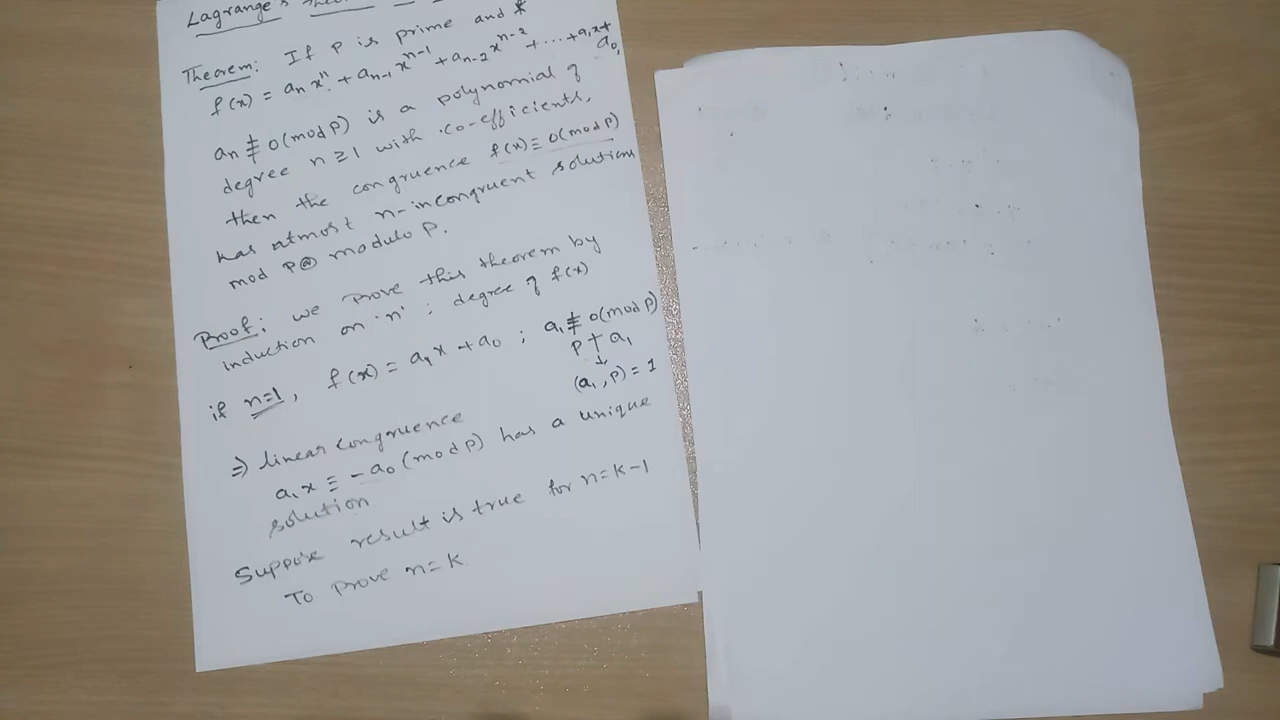 Lagrange's
Theorem: If P is prime and
f(x) = aₙxⁿ + aₙ₋₁xⁿ⁻¹ + aₙ₋₂xⁿ⁻² + ... + a₁x + a₀,
aₙ ≢ 0(mod P) is a polynomial of
degree n ≥ 1 with co-efficients,
then the congruence f(x) ≡ 0(mod P)
has atmost n-incongruent solutions
mod P modulo P.
Proof: we prove this theorem by
induction on 'n' ; degree of f(x)
if n=1, f(x) = a₁x + a₀ ; a₁ ≢ 0(mod P)
P ∤ a₁
↓
(a₁, P) = 1
⇒ linear congruence
a₁x ≡ -a₀ (mod P) has a unique
solution
Suppose result is true for n=k-1
To prove n=k